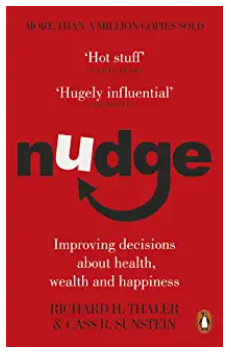 MORE THAN A MILLION COPIES SOLD
‘Hot stuff’
‘Hugely influential’
nudge
Improving decisions
about health,
wealth and happiness
RICHARD H. THALER
& CASS R. SUNSTEIN